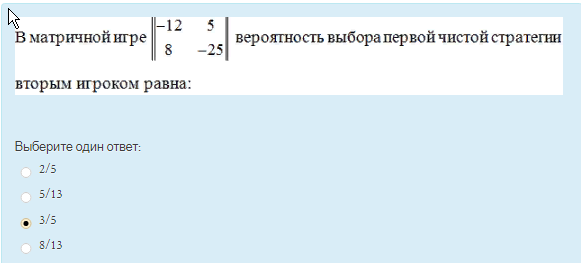 В матричной игре ||-12 5|| вероятность выбора первой чистой стратегии
||8 -25||
вторым игроком равна:
Выберите один ответ:
2/5
5/13
3/5
8/13